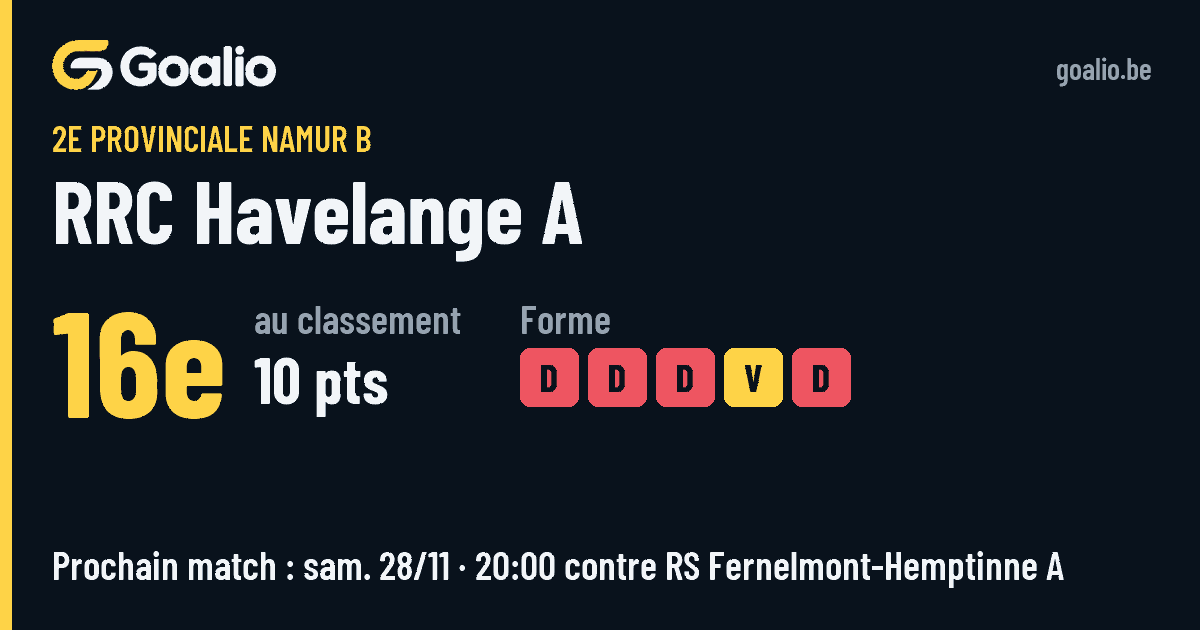 Goalio
goalio.be
2E PROVINCIALE NAMUR B
RRC Havelange A
16e
au classement
10 pts
Forme
D D D V D
Prochain match : sam. 28/11 · 20:00 contre RS Fernelmont-Hemptinne A